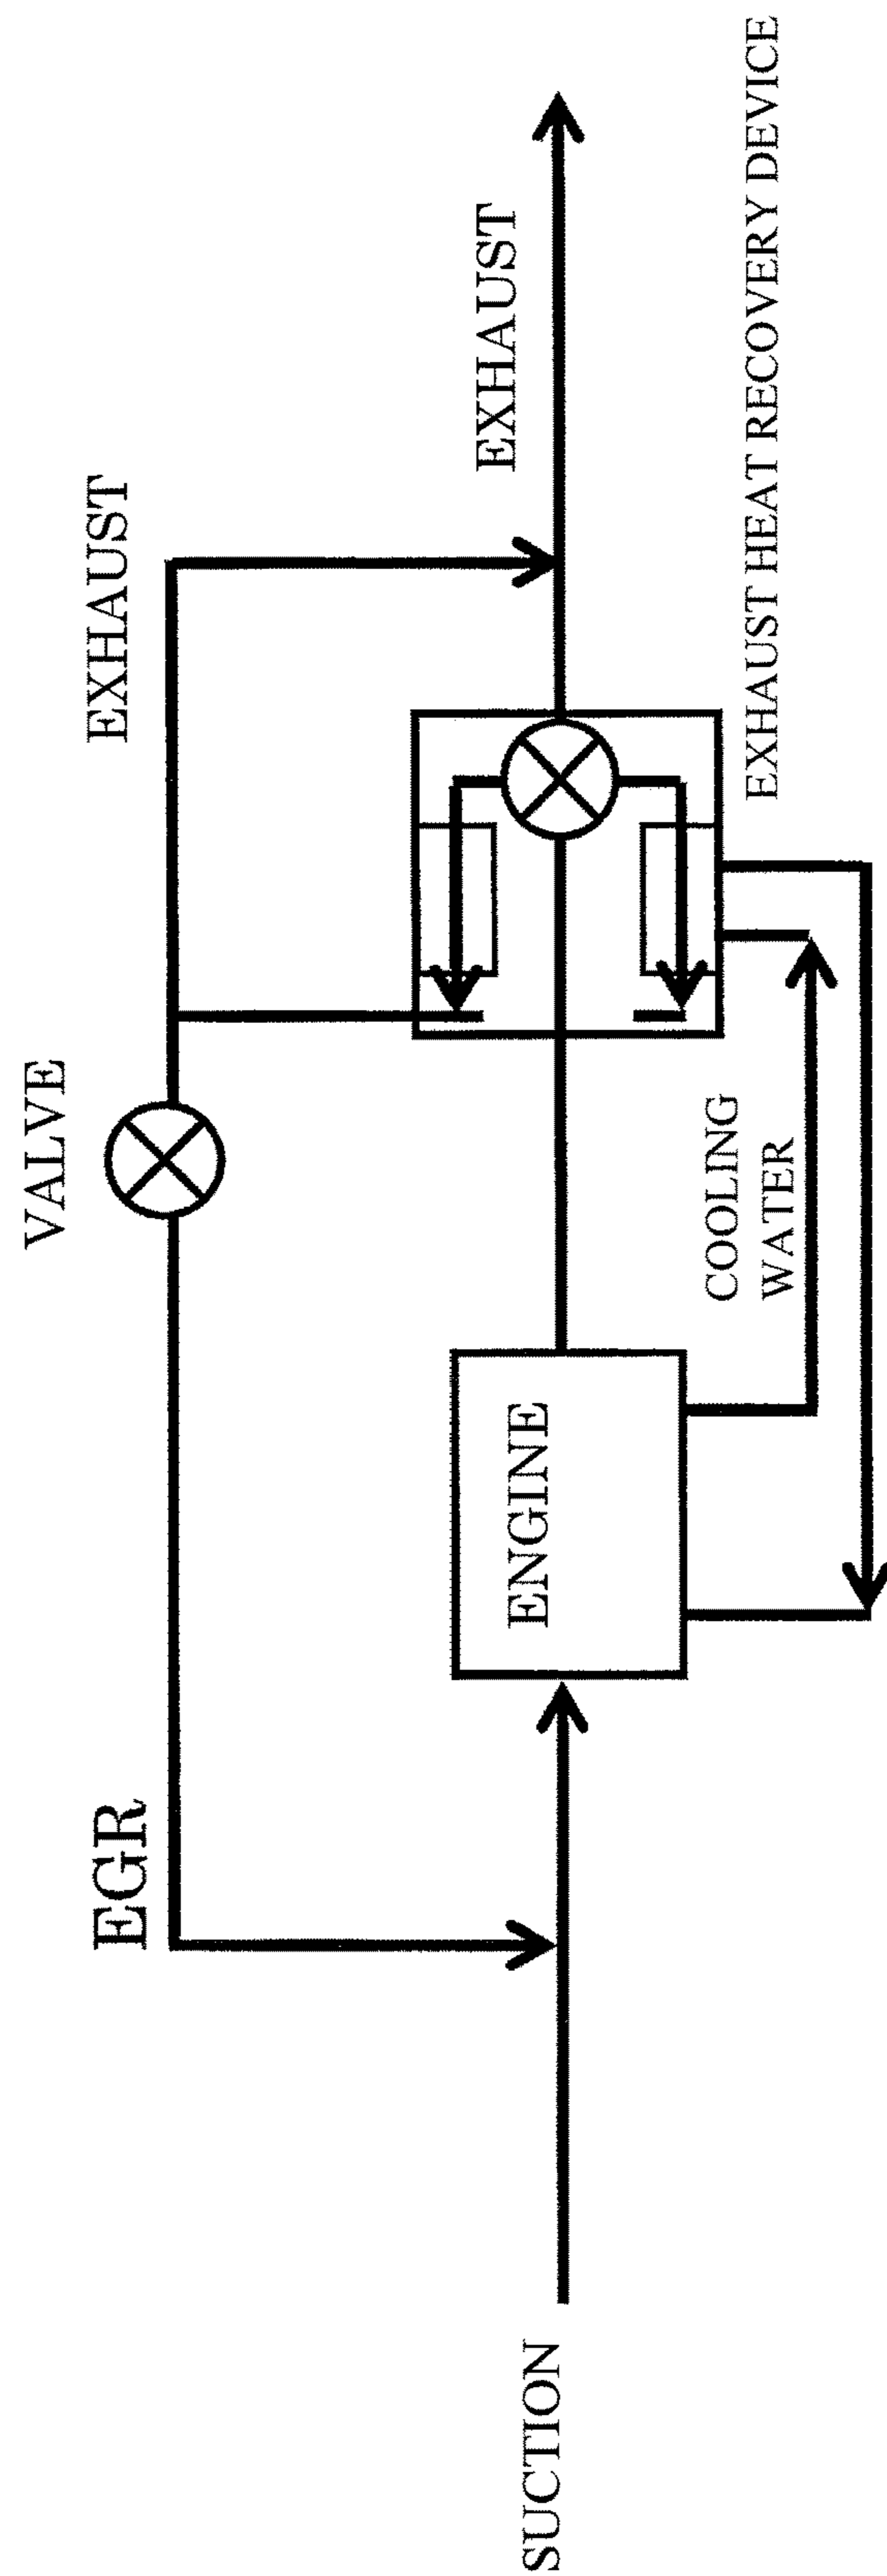 EGR
VALVE
EXHAUST
EXHAUST
SUCTION
ENGINE
COOLING
WATER
EXHAUST HEAT RECOVERY DEVICE